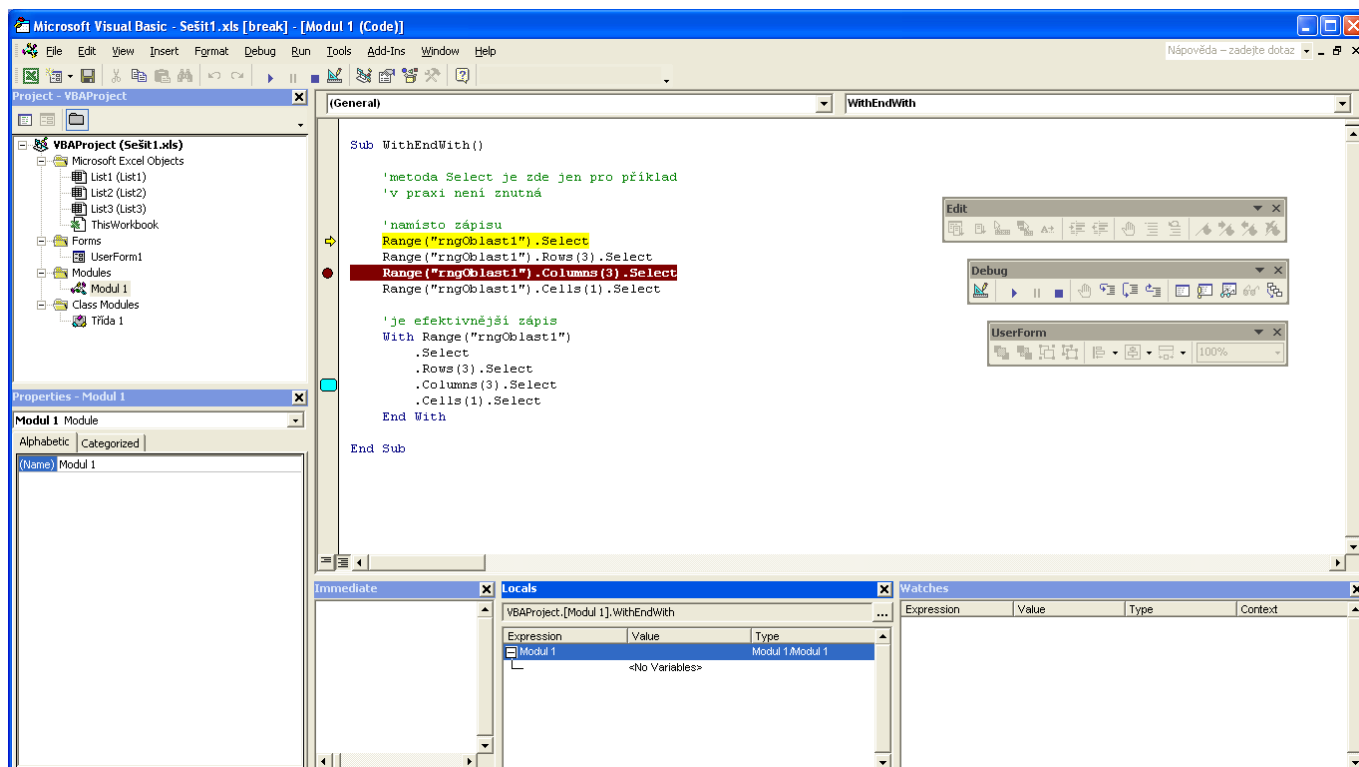 Microsoft Visual Basic - Sešit1.xls [break] - [Modul 1 (Code)]
File Edit View Insert Format Debug Run Tools Add-Ins Window Help
Nápověda – zadejte dotaz
Project - VBAProject
(General)
WithEndWith
VBAProject (Sešit1.xls)
Microsoft Excel Objects
List1 (List1)
List2 (List2)
List3 (List3)
ThisWorkbook
Forms
UserForm1
Modules
Modul 1
Class Modules
Třída 1
Properties - Modul 1
Modul 1 Module
Alphabetic Categorized
(Name) Modul 1
Sub WithEndWith()
'metoda Select je zde jen pro příklad
'v praxi není znutná
'namísto zápisu
Range("rngOblast1").Select
Range("rngOblast1").Rows(3).Select
Range("rngOblast1").Columns(3).Select
Range("rngOblast1").Cells(1).Select
'je efektivnější zápis
With Range("rngOblast1")
.Select
.Rows(3).Select
.Columns(3).Select
.Cells(1).Select
End With
End Sub
Edit
Debug
UserForm
100%
Immediate
Locals
VBAProject.[Modul 1].WithEndWith
...
Expression Value Type
Modul 1 Modul 1/Modul 1
<No Variables>
Watches
Expression Value Type Context